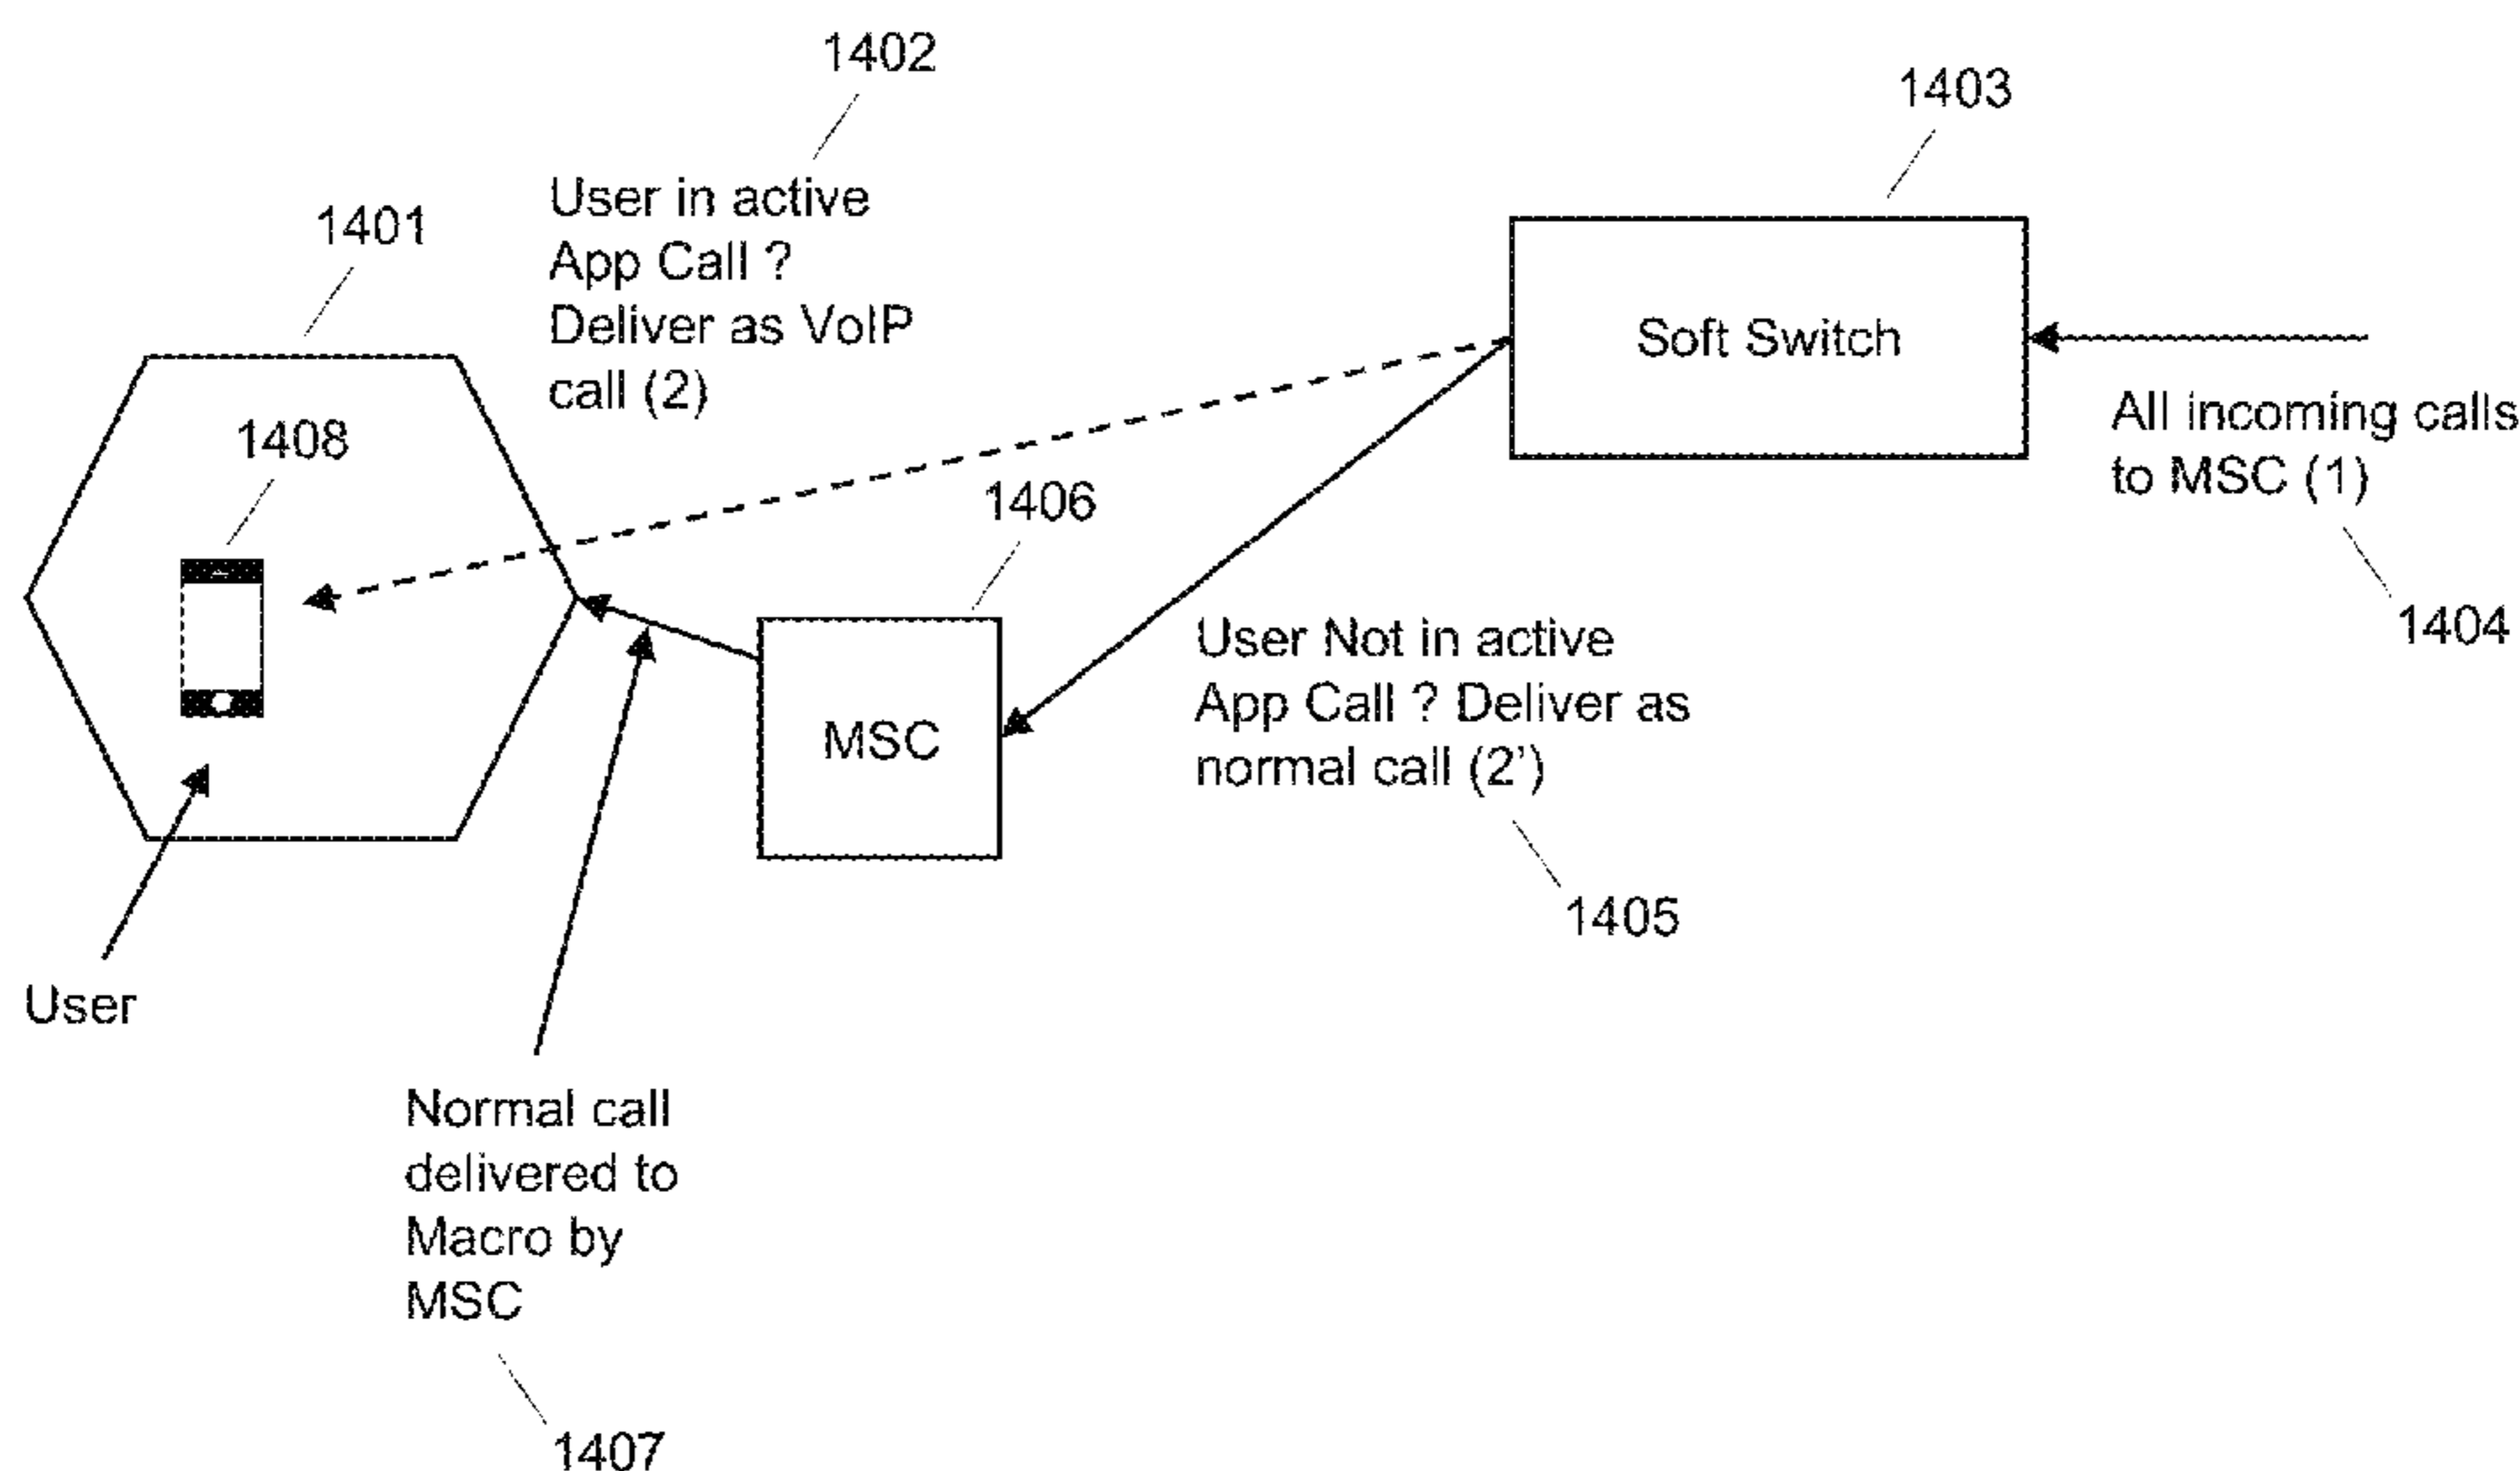 1402
1403
1401
User in active
App Call ?
Deliver as VoIP
call (2)
1408
Soft Switch
All incoming calls
to MSC (1)
1404
1406
MSC
User Not in active
App Call ? Deliver as
normal call (2')
1405
User
Normal call
delivered to
Macro by
MSC
1407